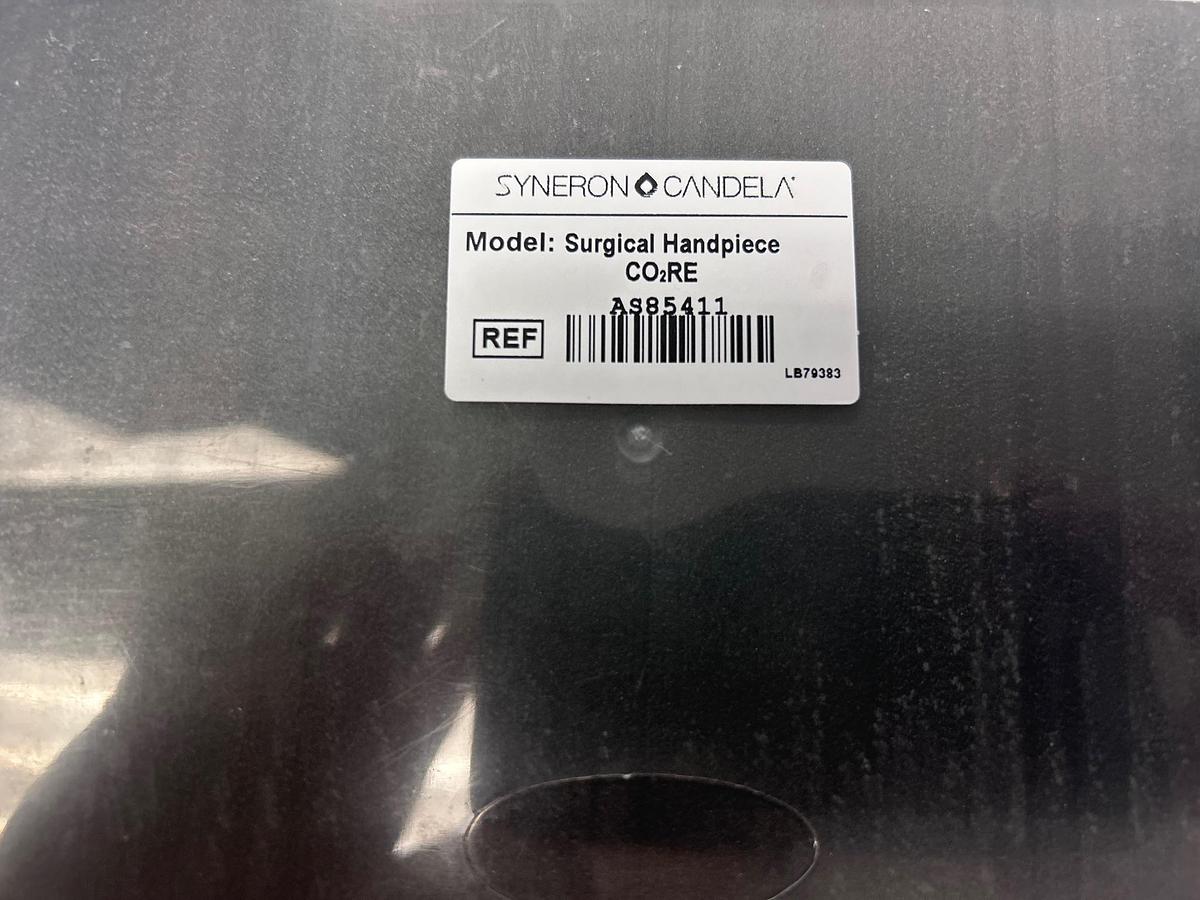 SYNERON CANDELA
Model: Surgical Handpiece
CO₂RE
AS85411
REF
LB79383